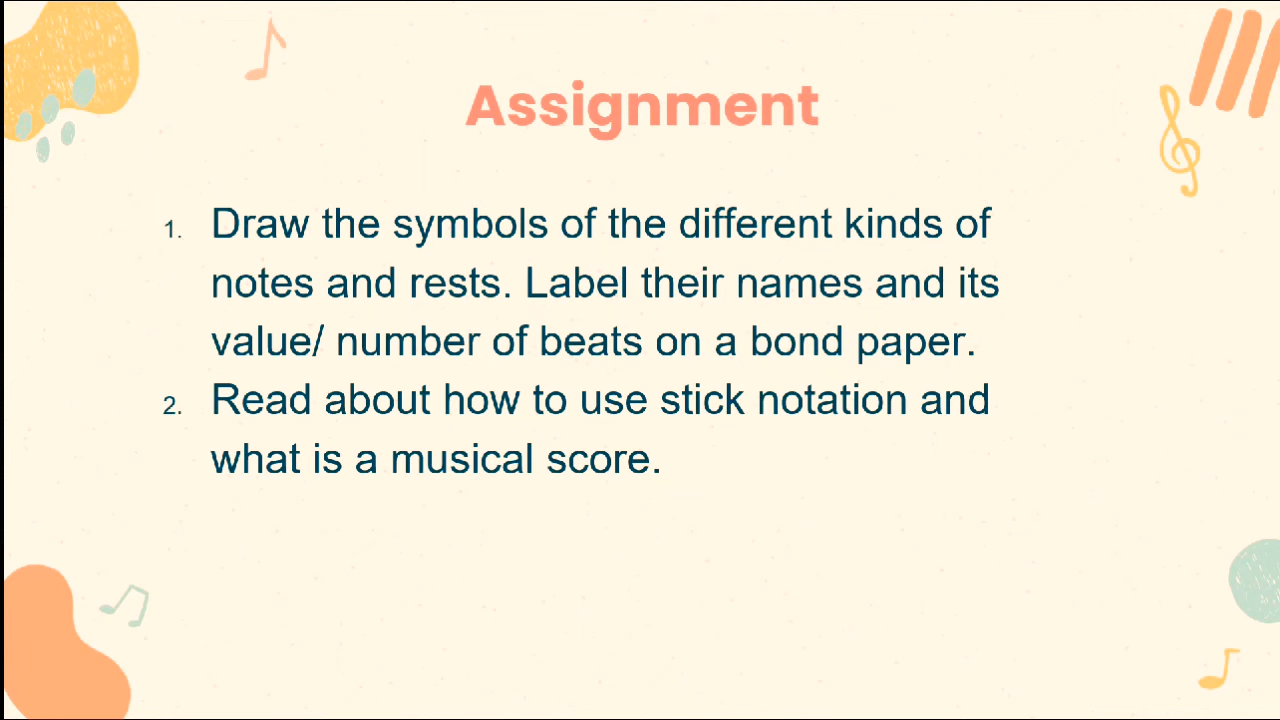 Assignment
1. Draw the symbols of the different kinds of
notes and rests. Label their names and its
value/ number of beats on a bond paper.
2. Read about how to use stick notation and
what is a musical score.